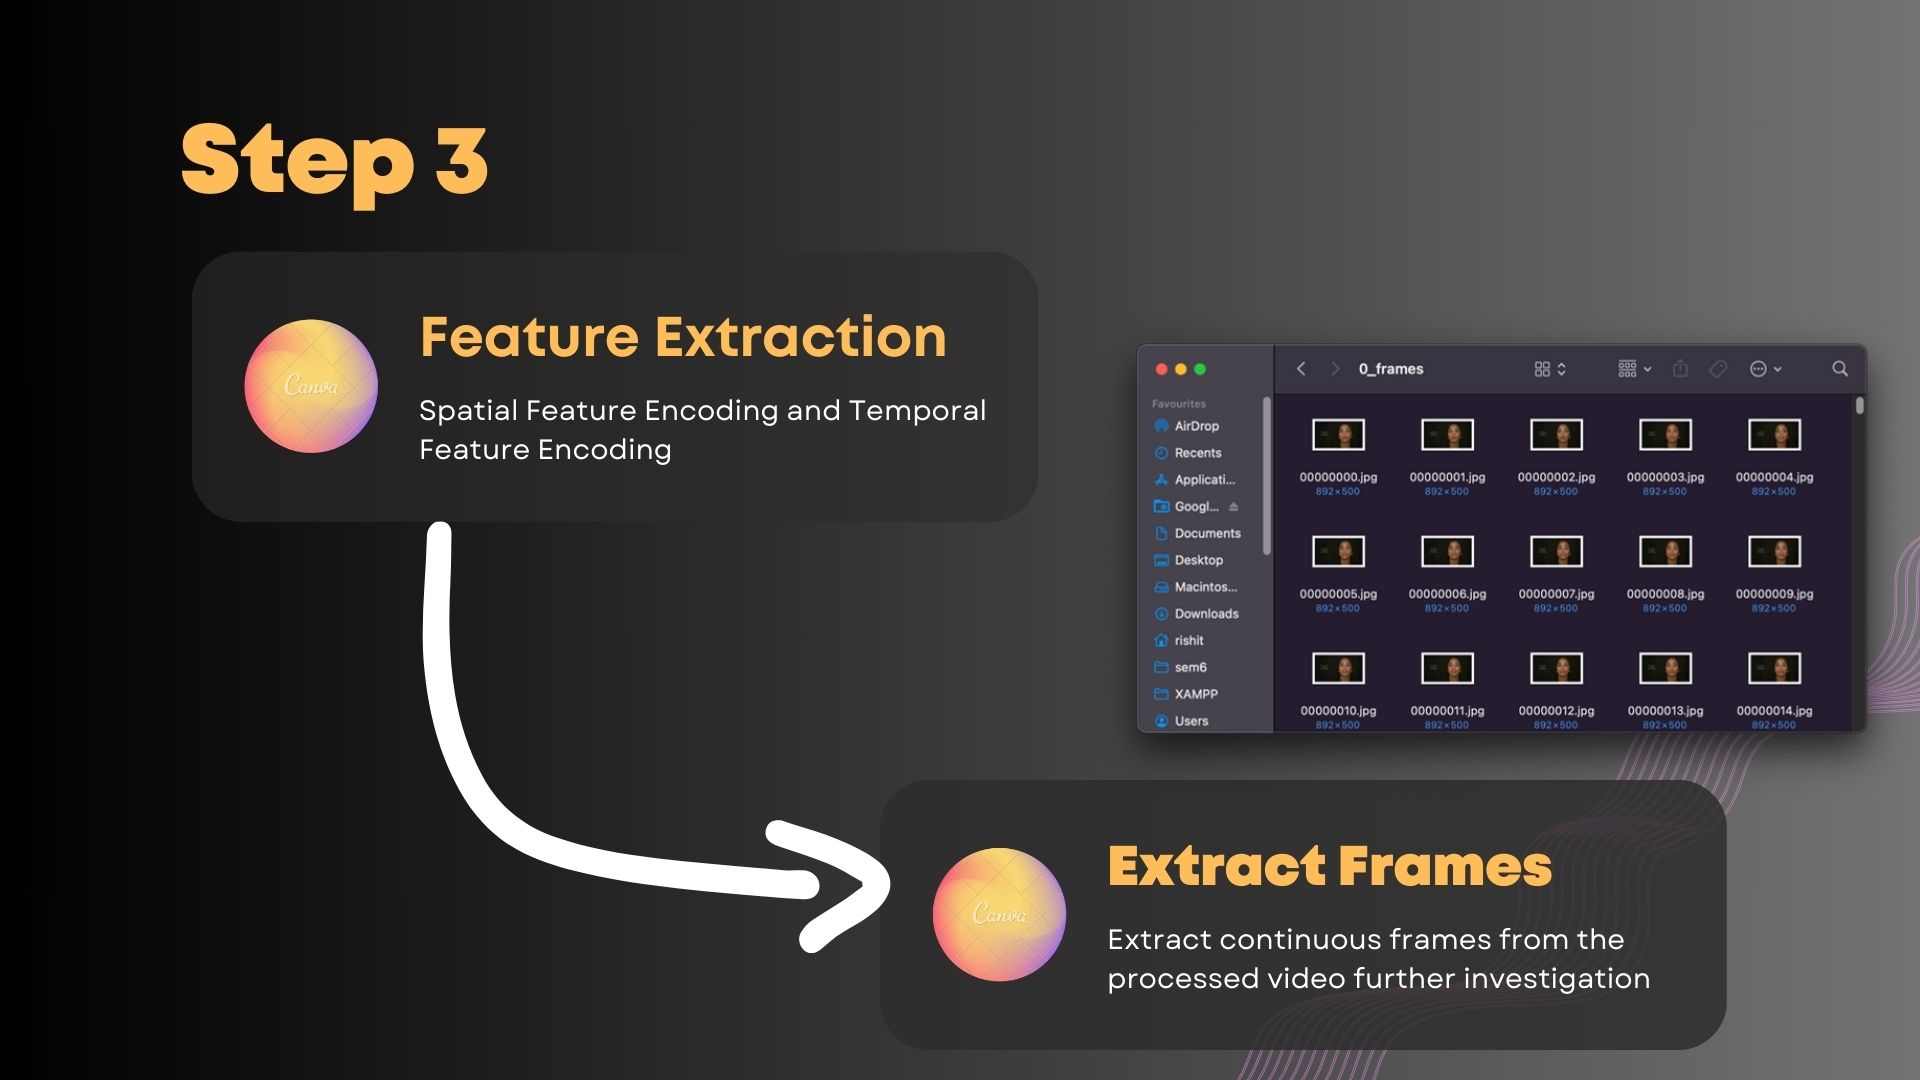 Step 3
Feature Extraction
Spatial Feature Encoding and Temporal
Feature Encoding
Canva
0_frames
Favourites
AirDrop
Recents
Applicati...
Googl...
Documents
Desktop
Macintos...
Downloads
rishit
sem6
XAMPP
Users
00000000.jpg 00000001.jpg 00000002.jpg 00000003.jpg 00000004.jpg
892×500 892×500 892×500 892×500 892×500
00000005.jpg 00000006.jpg 00000007.jpg 00000008.jpg 00000009.jpg
892×500 892×500 892×500 892×500 892×500
00000010.jpg 00000011.jpg 00000012.jpg 00000013.jpg 00000014.jpg
892×500 892×500 892×500 892×500 892×500
Extract Frames
Extract continuous frames from the
processed video further investigation
Canva